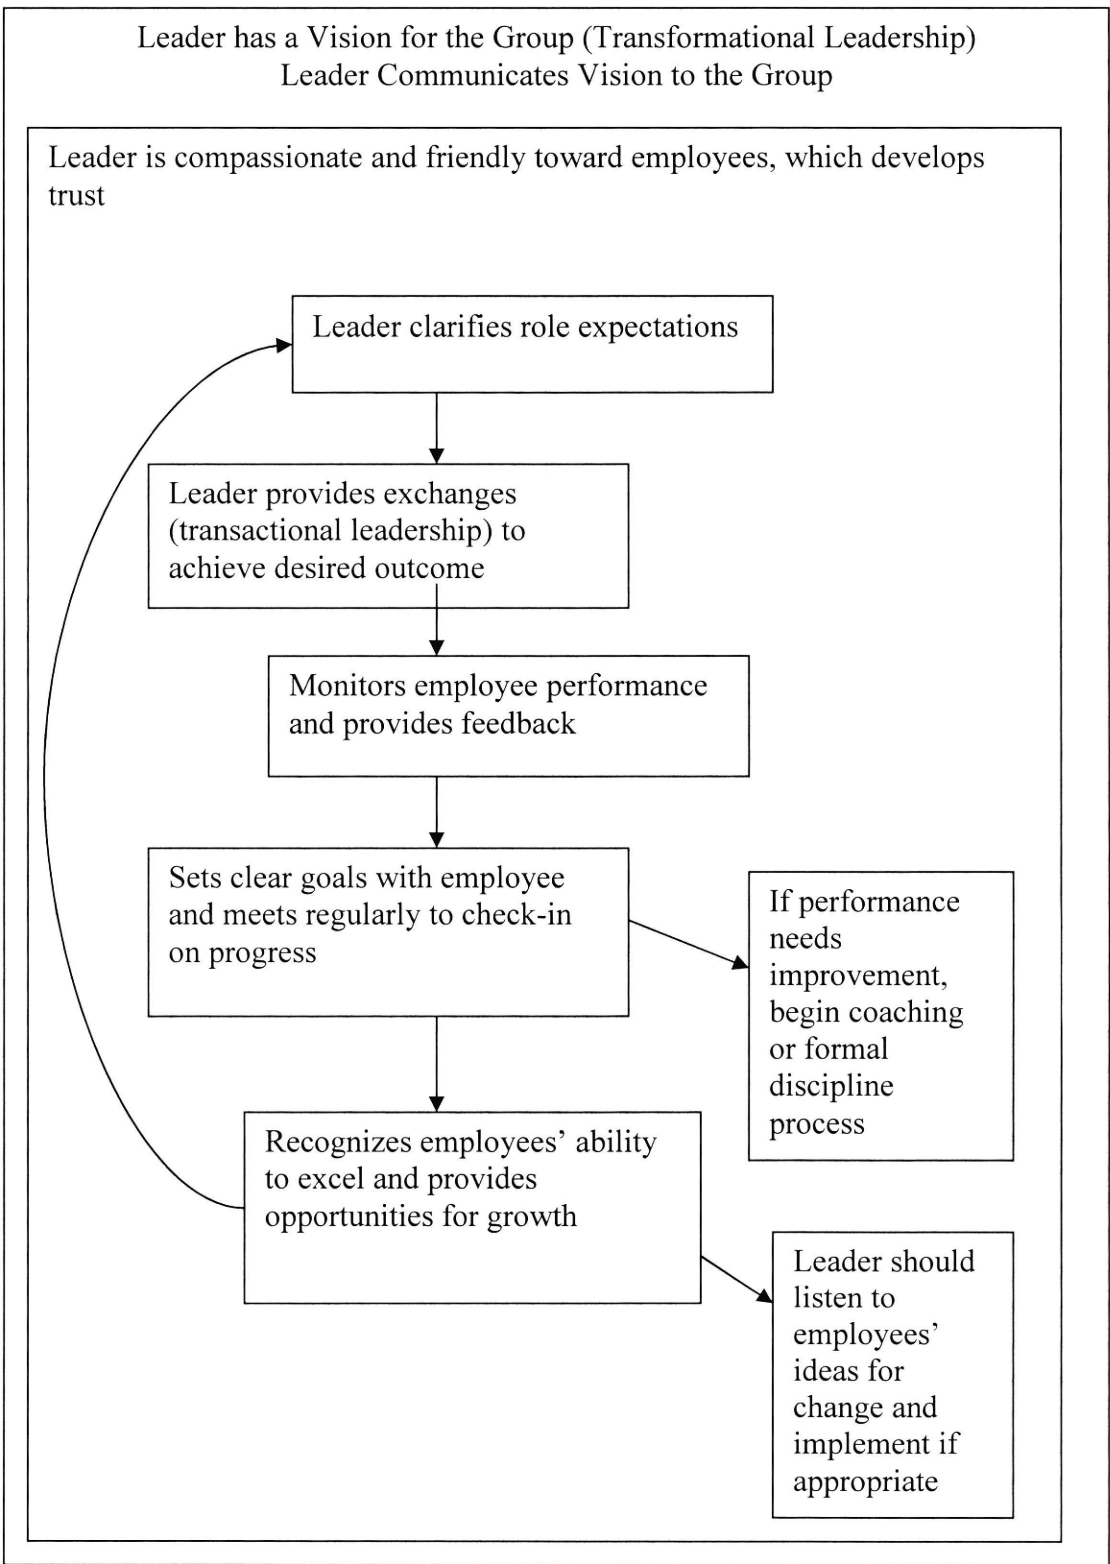 Leader has a Vision for the Group (Transformational Leadership)
Leader Communicates Vision to the Group
Leader is compassionate and friendly toward employees, which develops
trust
Leader clarifies role expectations
Leader provides exchanges
(transactional leadership) to
achieve desired outcome
Monitors employee performance
and provides feedback
Sets clear goals with employee
and meets regularly to check-in
on progress
If performance
needs
improvement,
begin coaching
or formal
discipline
process
Recognizes employees’ ability
to excel and provides
opportunities for growth
Leader should
listen to
employees’
ideas for
change and
implement if
appropriate